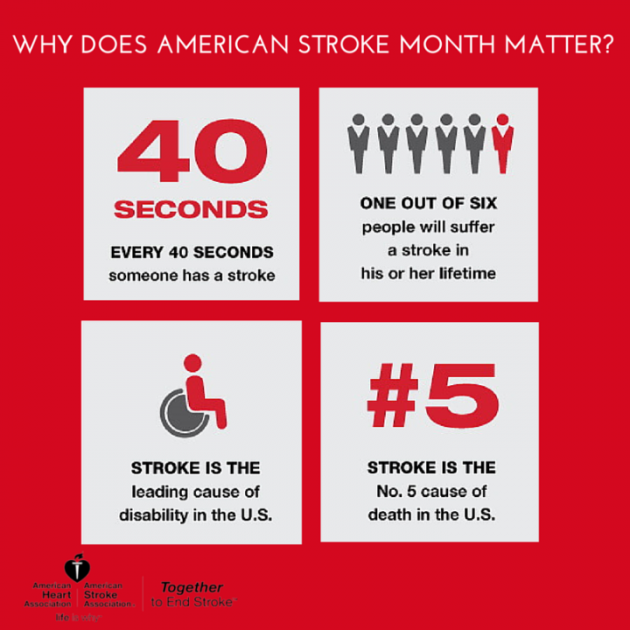 WHY DOES AMERICAN STROKE MONTH MATTER?
40
SECONDS
EVERY 40 SECONDS
someone has a stroke
ONE OUT OF SIX
people will suffer
a stroke in
his or her lifetime
STROKE IS THE
leading cause of
disability in the U.S.
#5
STROKE IS THE
No. 5 cause of
death in the U.S.
American
Heart
Association
American
Stroke
Association
Together
to End Stroke